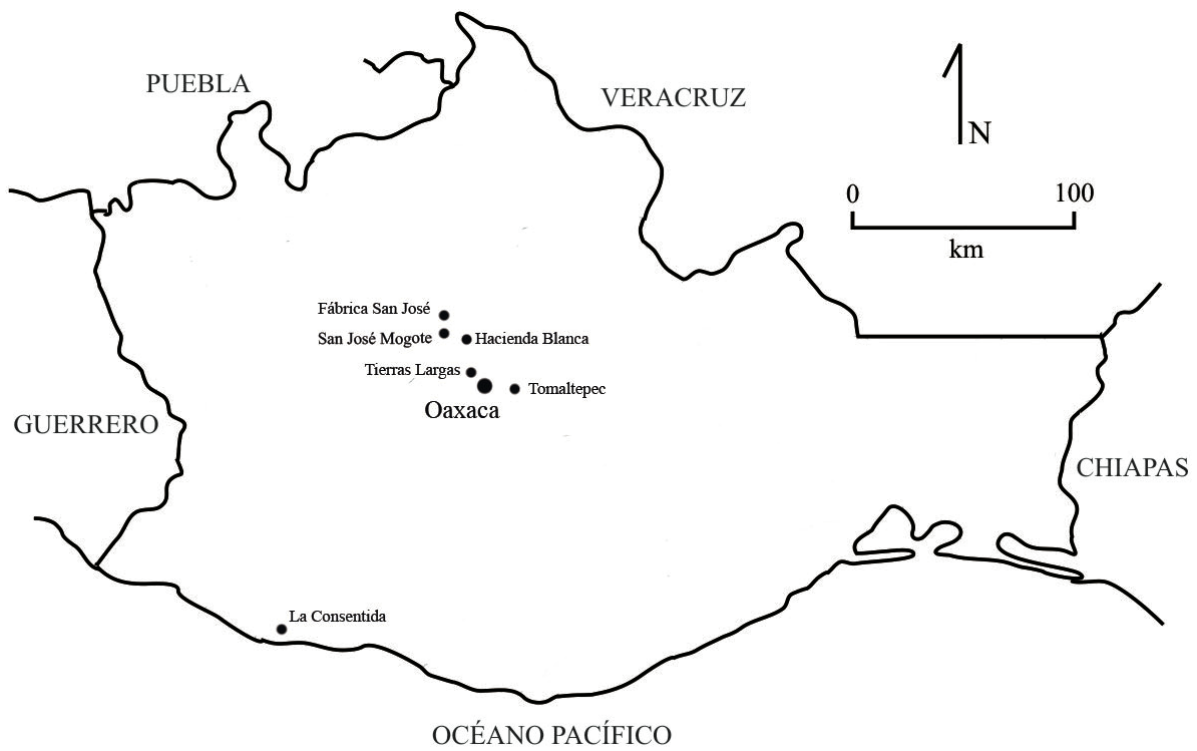 PUEBLA
VERACRUZ
N
0 100
km
Fábrica San José
San José Mogote
Hacienda Blanca
Tierras Largas
Tomaltepec
Oaxaca
GUERRERO
CHIAPAS
La Consentida
OCÉANO PACÍFICO